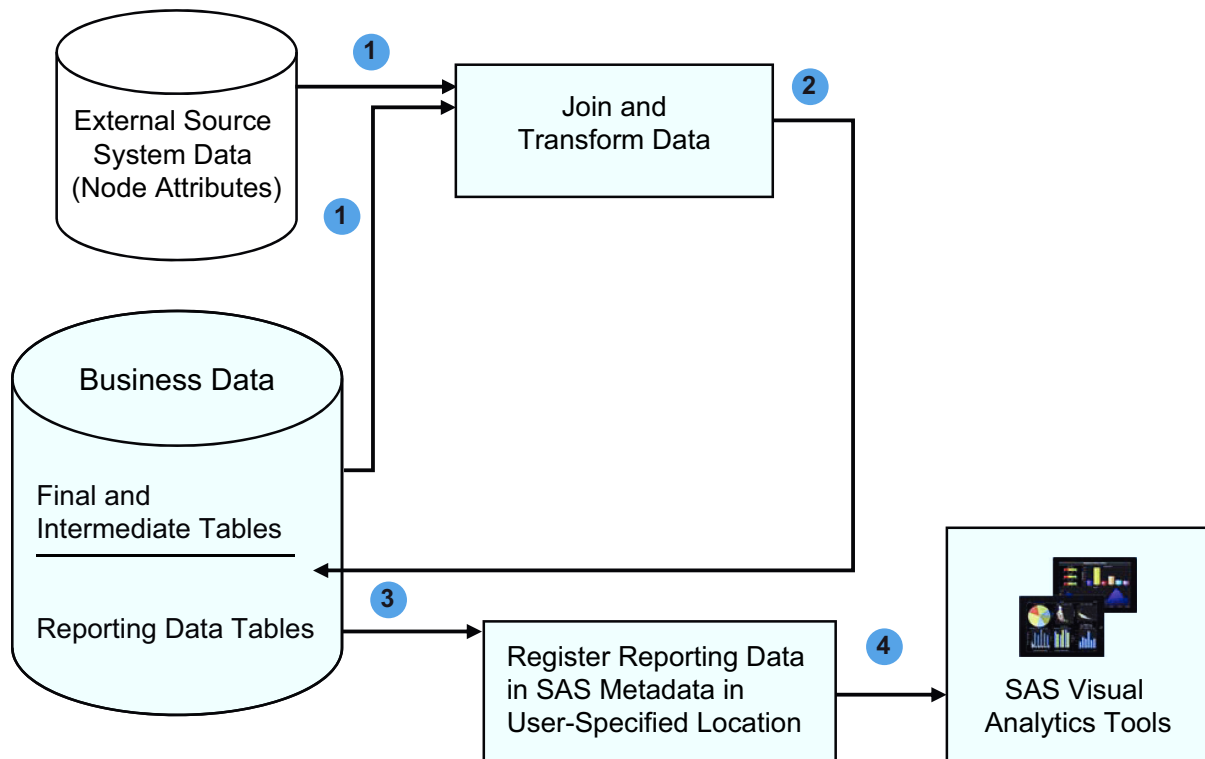 1
External Source
System Data
(Node Attributes)
Join and
Transform Data
2
1
Business Data
Final and
Intermediate Tables
Reporting Data Tables
3
Register Reporting Data
in SAS Metadata in
User-Specified Location
4
SAS Visual
Analytics Tools